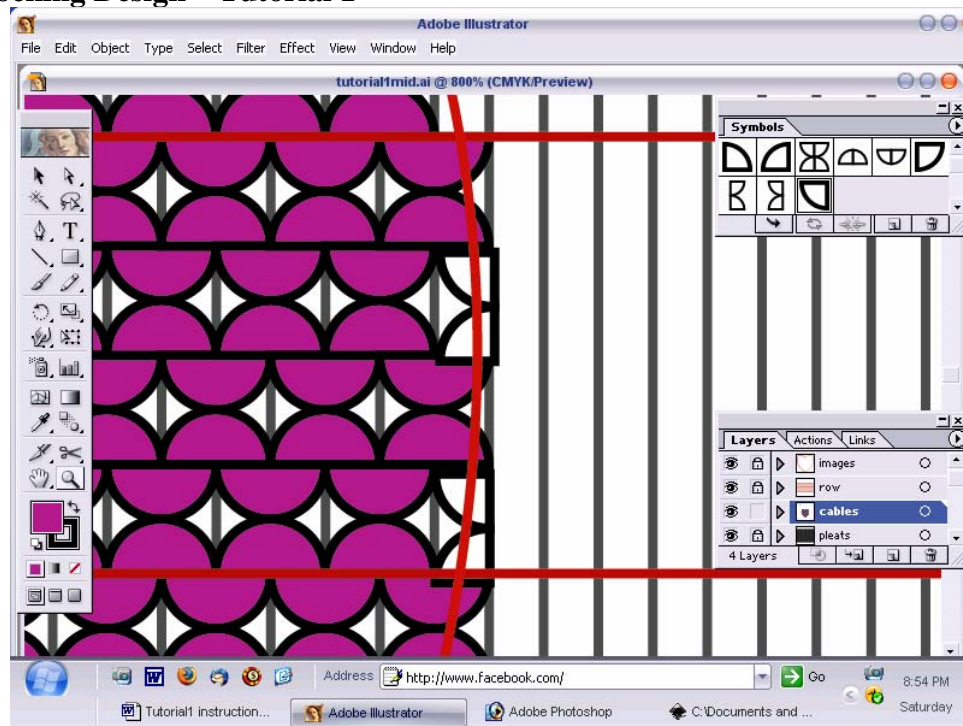 Adobe Illustrator
File Edit Object Type Select Filter Effect View Window Help
tutorial1mid.ai @ 800% (CMYK/Preview)
Symbols
T
Layers Actions Links
images
row
cables
pleats
4 Layers
Address http://www.facebook.com/ Go
8:54 PM
Saturday
Tutorial1 instruction... Adobe Illustrator Adobe Photoshop C:\Documents and ...